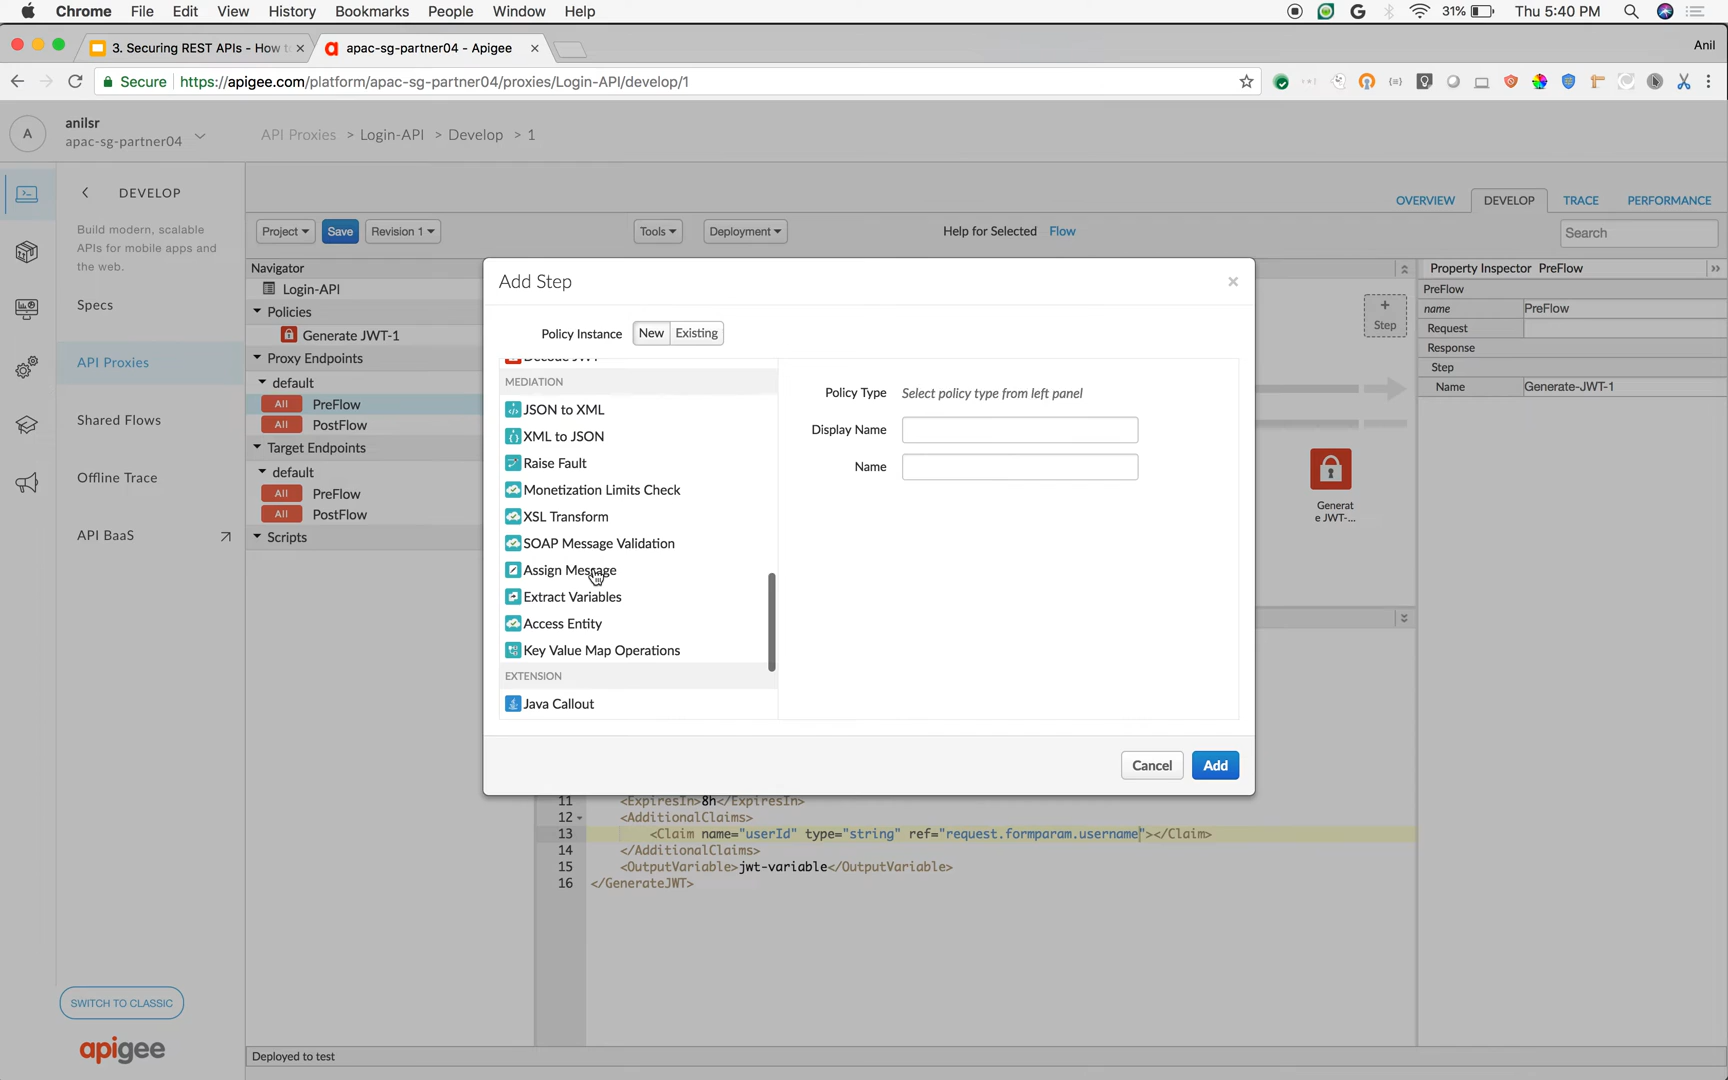 Chrome File Edit View History Bookmarks People Window Help 31% Thu 5:40 PM
3. Securing REST APIs - How t apac-sg-partner04 - Apigee Anil
Secure https://apigee.com/platform/apac-sg-partner04/proxies/Login-API/develop/1
A anilsr
apac-sg-partner04
API Proxies > Login-API > Develop > 1
DEVELOP
Build modern, scalable
APIs for mobile apps and
the web.
Specs
API Proxies
Shared Flows
Offline Trace
API BaaS
SWITCH TO CLASSIC
apigee
OVERVIEW DEVELOP TRACE PERFORMANCE
Project Save Revision 1 Tools Deployment Help for Selected Flow Search
Navigator
Login-API
Policies
Generate JWT-1
Proxy Endpoints
default
All PreFlow
All PostFlow
Target Endpoints
default
All PreFlow
All PostFlow
Scripts
Deployed to test
Add Step
Policy Instance New Existing
Decode JWT
MEDIATION
JSON to XML
XML to JSON
Raise Fault
Monetization Limits Check
XSL Transform
SOAP Message Validation
Assign Message
Extract Variables
Access Entity
Key Value Map Operations
EXTENSION
Java Callout
Policy Type Select policy type from left panel
Display Name
Name
Cancel Add
+
Step
Generat
e JWT-...
Property Inspector PreFlow
PreFlow
name PreFlow
Request
Response
Step
Name Generate-JWT-1
11 <ExpiresIn>8h</ExpiresIn>
12 <AdditionalClaims>
13 <Claim name="userId" type="string" ref="request.formparam.username"></Claim>
14 </AdditionalClaims>
15 <OutputVariable>jwt-variable</OutputVariable>
16 </GenerateJWT>